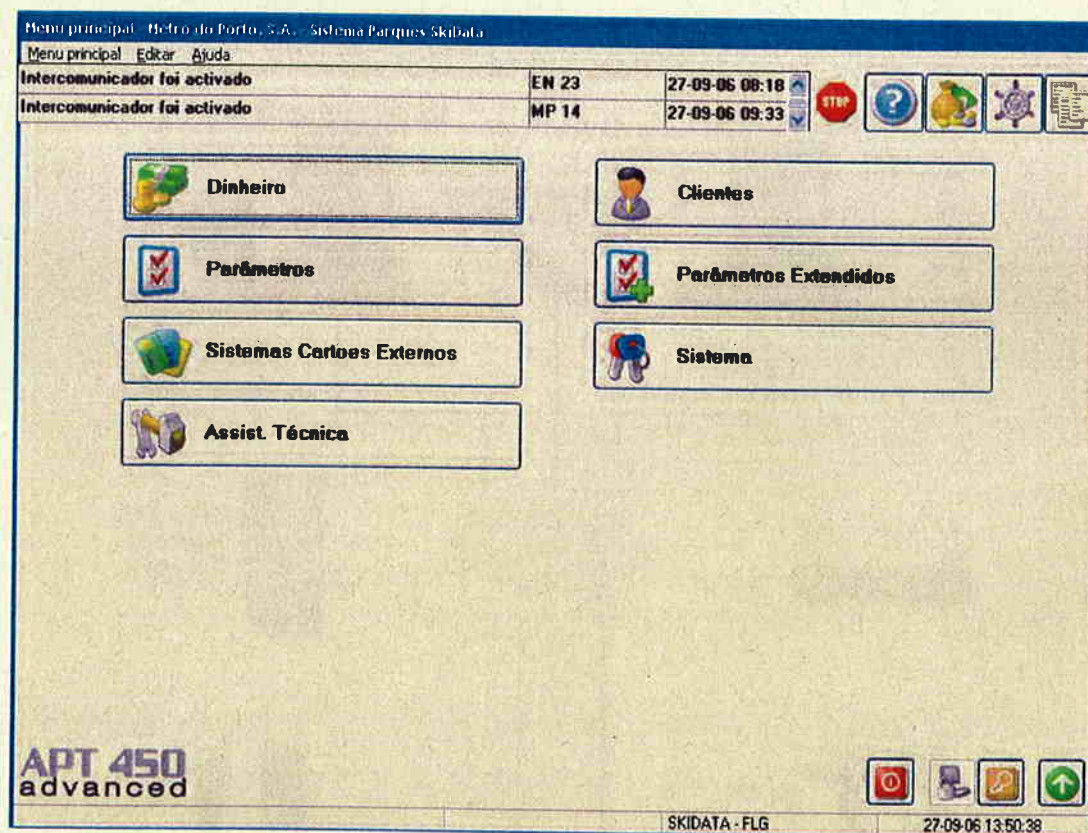 Menu principal - Metro do Porto, S.A. - Sistema Parques SkiData
Menu principal Editar Ajuda
Intercomunicador foi activado EN 23 27-09-06 08:18
Intercomunicador foi activado MP 14 27-09-06 09:33
STOP
Dinheiro
Clientes
Parâmetros
Parâmetros Extendidos
Sistemas Cartoes Externos
Sistema
Assist. Técnica
APT 450
advanced
SKIDATA - FLG 27-09-06 13:50:38